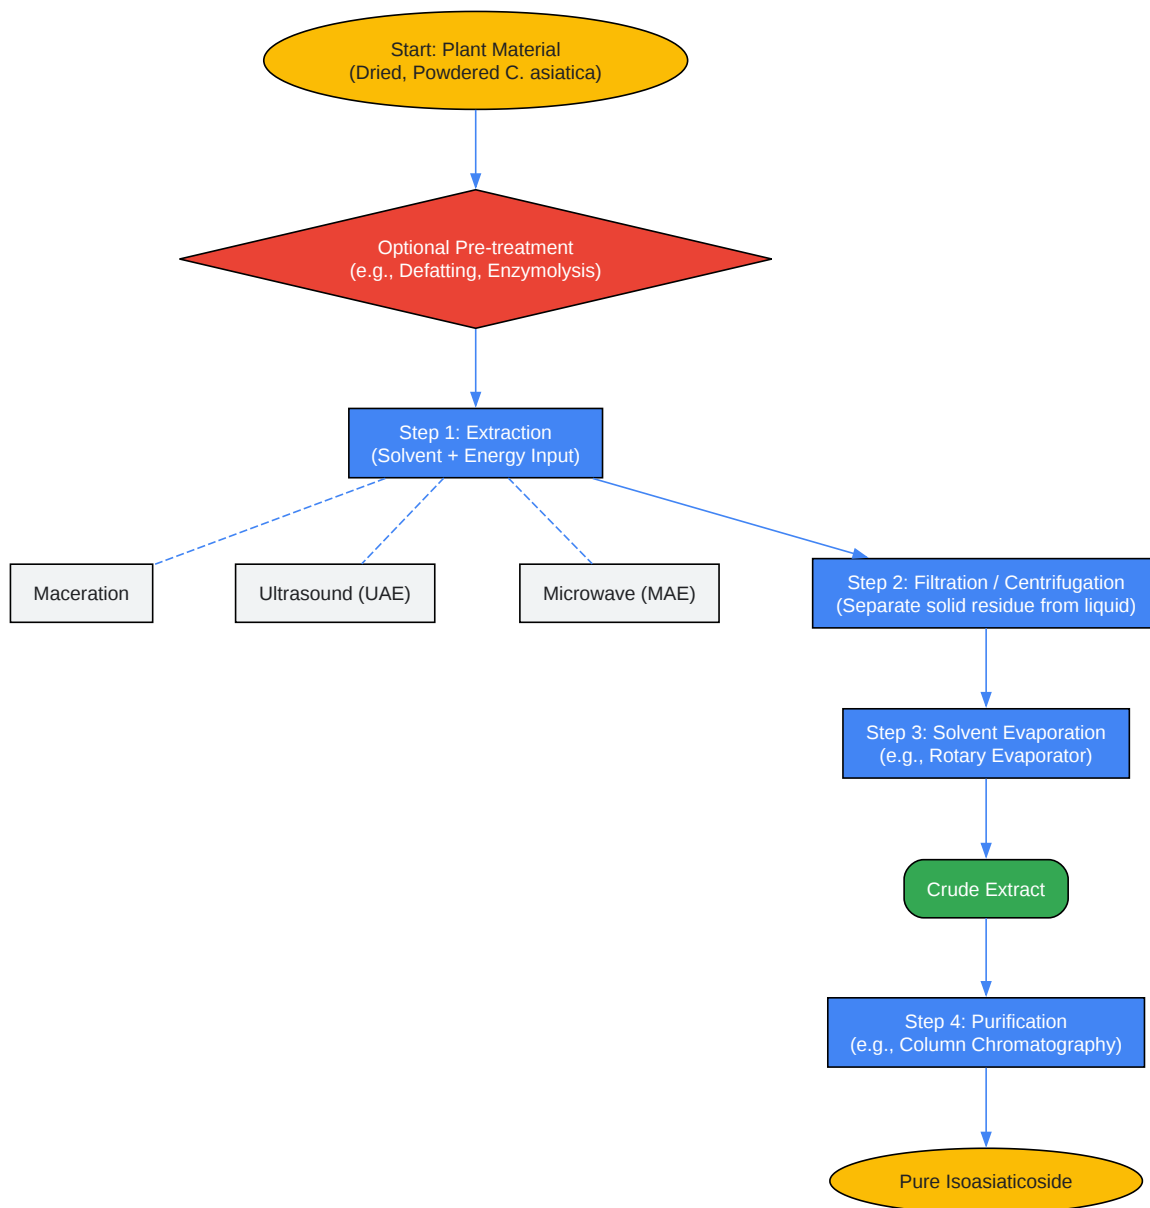 Start: Plant Material
(Dried, Powdered C. asiatica)
Optional Pre-treatment
(e.g., Defatting, Enzymolysis)
Step 1: Extraction
(Solvent + Energy Input)
Maceration
Ultrasound (UAE)
Microwave (MAE)
Step 2: Filtration / Centrifugation
(Separate solid residue from liquid)
Step 3: Solvent Evaporation
(e.g., Rotary Evaporator)
Crude Extract
Step 4: Purification
(e.g., Column Chromatography)
Pure Isoasiaticoside